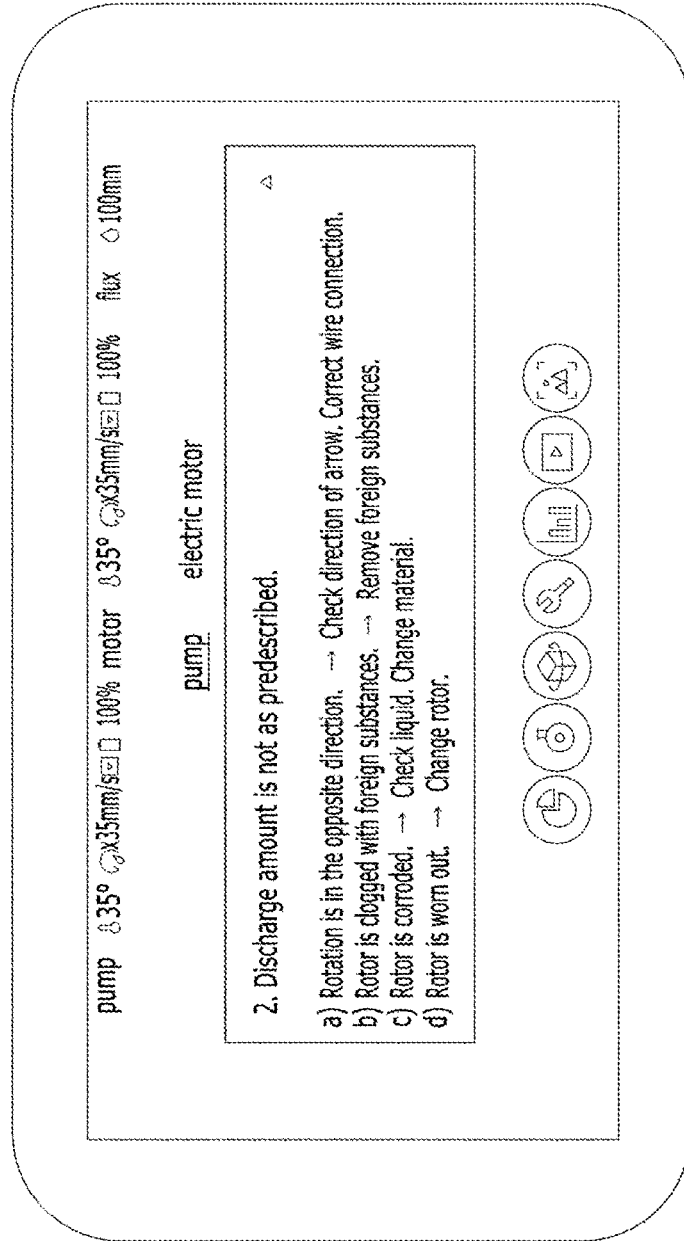 pump 35° x35mm/s 100% motor 35° x35mm/s 100% flux 100mm
pump electric motor
2. Discharge amount is not as predescribed.
a) Rotation is in the opposite direction. → Check direction of arrow. Correct wire connection.
b) Rotor is clogged with foreign substances. → Remove foreign substances.
c) Rotor is corroded. → Check liquid. Change material.
d) Rotor is worn out. → Change rotor.